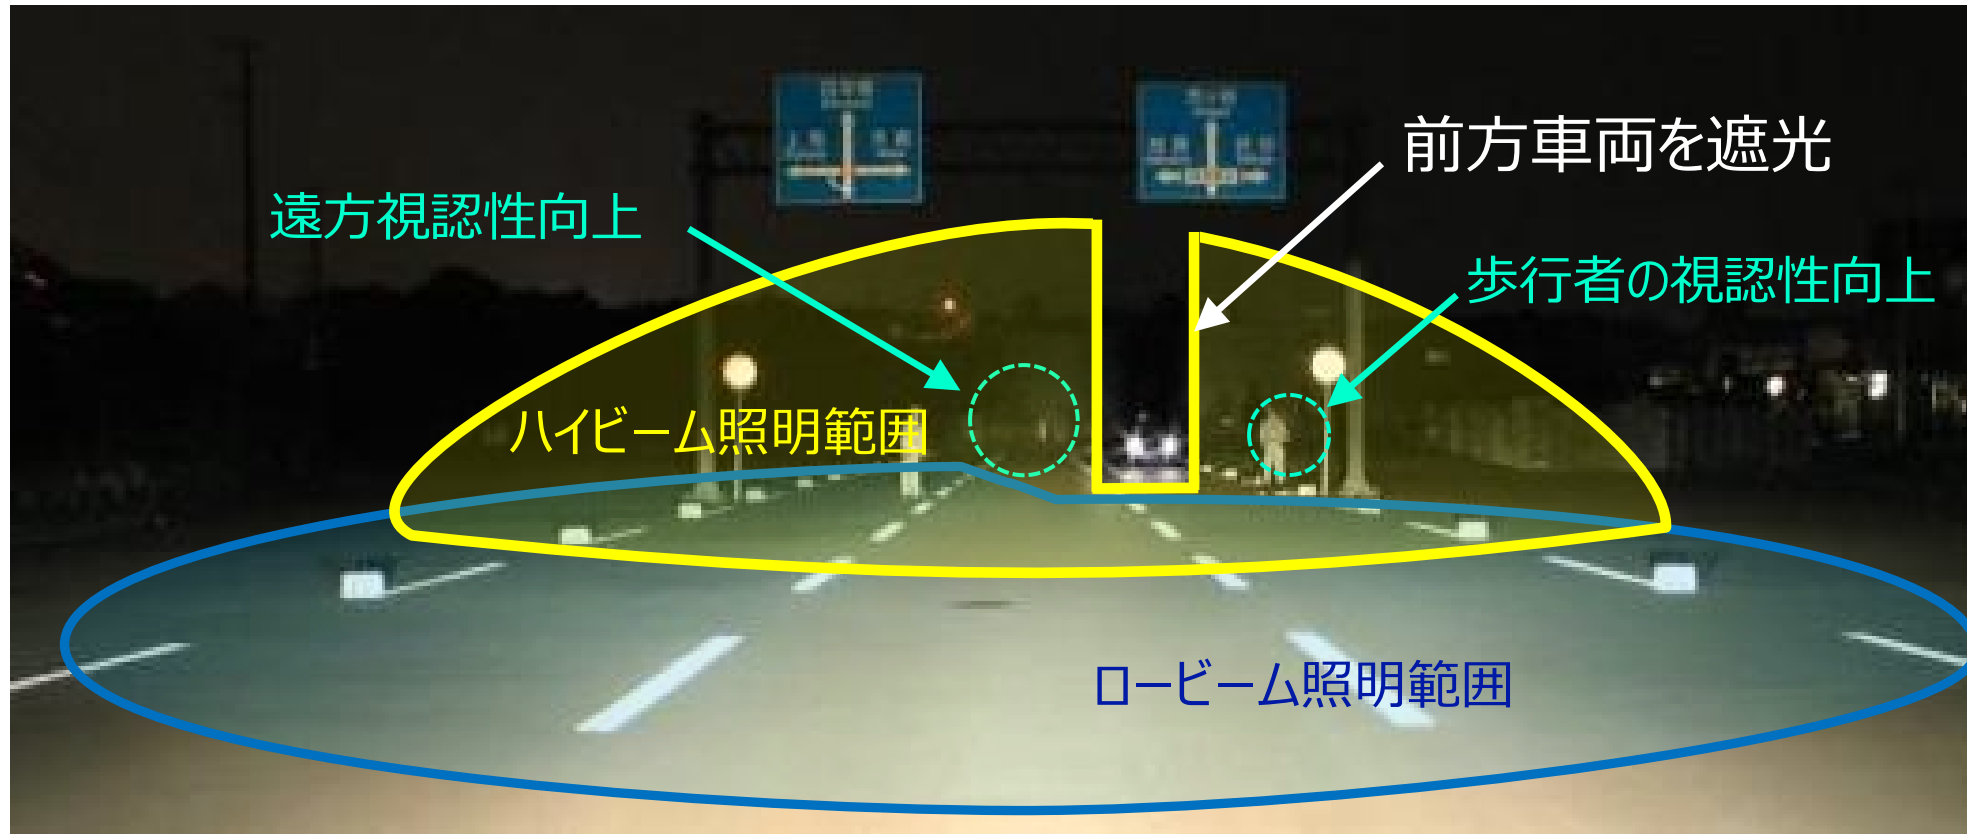 前方車両を遮光
遠方視認性向上
歩行者の視認性向上
ハイビーム照明範囲
ロービーム照明範囲